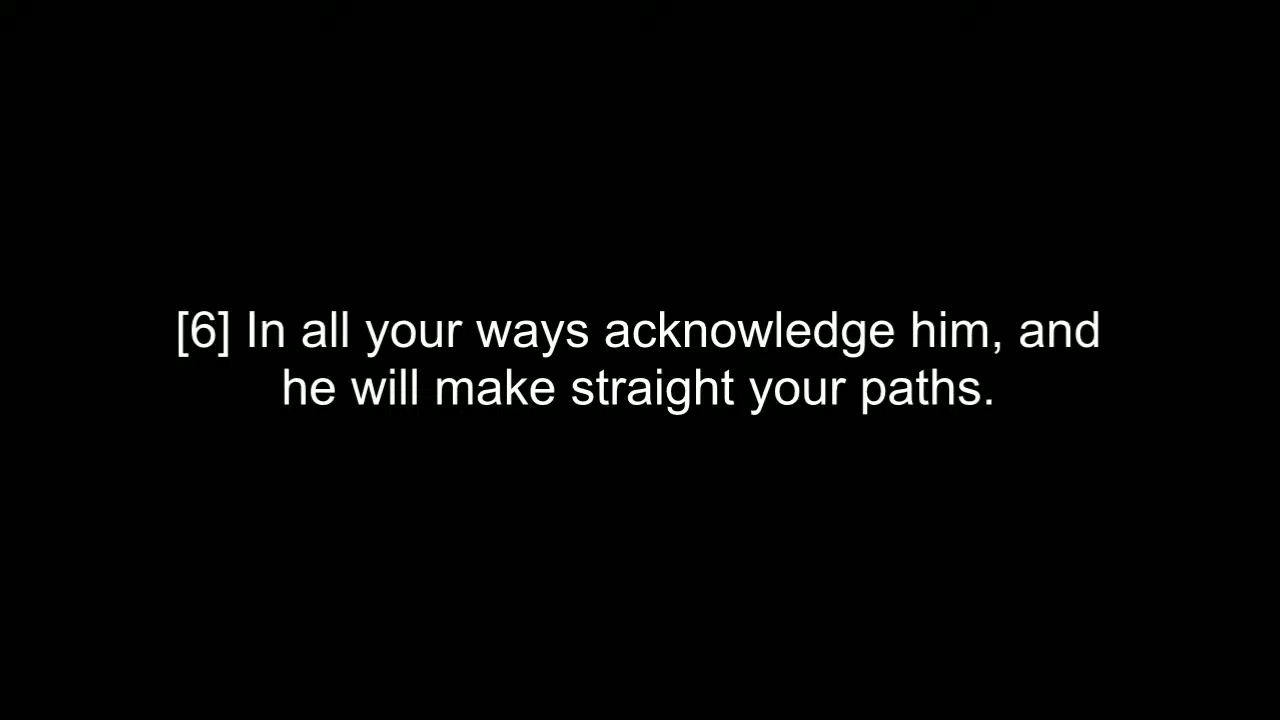 [6] In all your ways acknowledge him, and
he will make straight your paths.